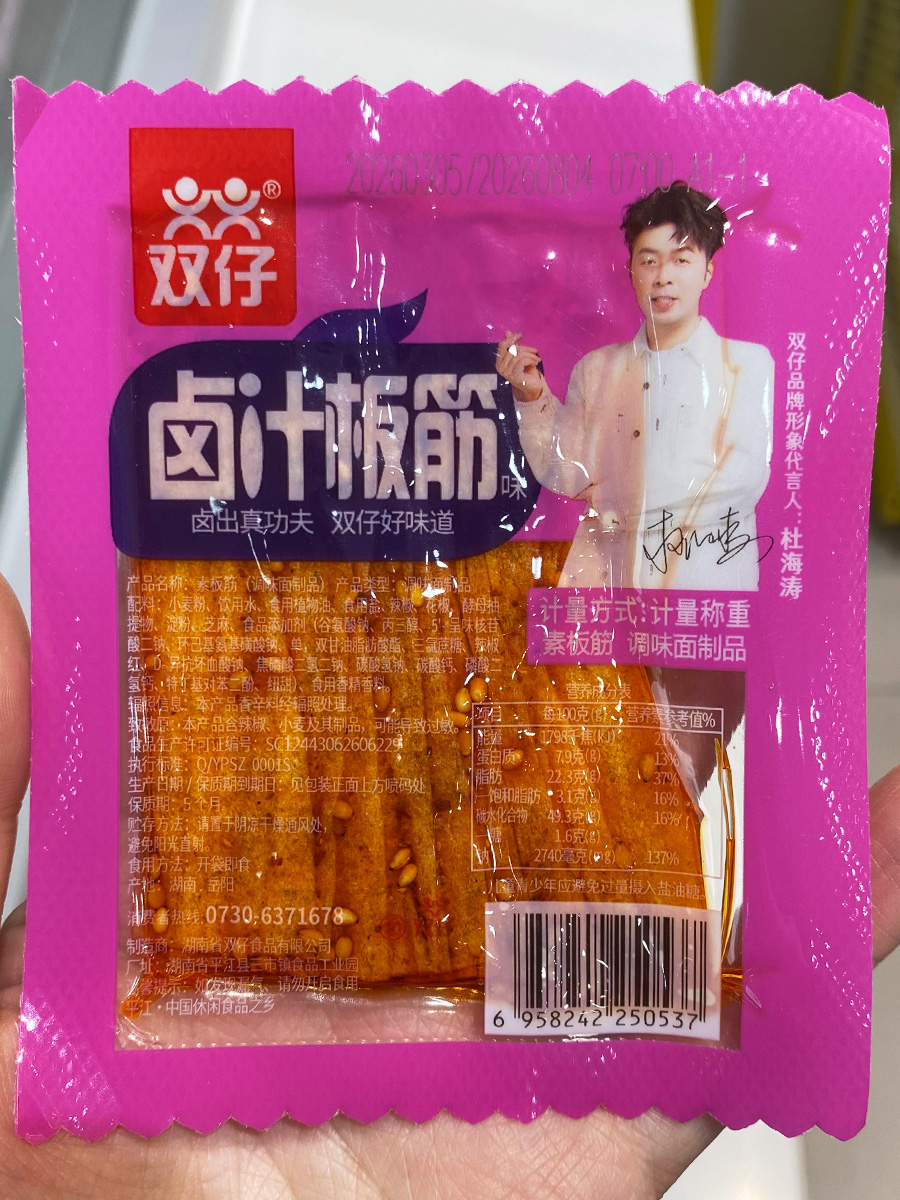 20260305/20260804 07:00 A1-1
双仔®
卤汁板筋
味
卤出真功夫 双仔好味道
双仔品牌形象代言人：杜海涛
计量方式：计量称重
素板筋 调味面制品
产品名称：素板筋（调味面制品） 产品类型：调味面制品
配料：小麦粉、饮用水、食用植物油、食用盐、辣椒、花椒、酵母抽
提物、淀粉、芝麻、食品添加剂（谷氨酸钠、丙三醇、5'呈味核苷
酸二钠、环己基氨基磺酸钠、单，双甘油脂肪酸酯、三氯蔗糖、辣椒
红、D-异抗坏血酸钠、焦磷酸二氢二钠、碳酸氢钠、碳酸钙、磷酸二
氢钙、特丁基对苯二酚、纽甜）、食用香精香料。
辐照信息：本产品香辛料经辐照处理。
致敏原：本产品含辣椒、小麦及其制品，可能导致过敏。
食品生产许可证编号：SC12443062606229
执行标准：Q/YPSZ 0001S
生产日期/保质期到期日：见包装正面上方喷码处
保质期：5个月
贮存方法：请置于阴凉干燥通风处，
避免阳光直射。
食用方法：开袋即食
产地：湖南、岳阳
消费者热线：0730-6371678
制造商：湖南省双仔食品有限公司
厂址：湖南省平江县三市镇食品工业园
温馨提示：如发现漏气，请勿开启食用
平江·中国休闲食品之乡
营养成分表
项目 每100克(g) 营养素参考值%
能量 1798千焦(KJ) 21%
蛋白质 7.9克(g) 13%
脂肪 22.3克(g) 37%
—饱和脂肪 3.1克(g) 16%
碳水化合物 49.3克(g) 16%
糖 1.6克(g)
钠 2740毫克(mg) 137%
儿童青少年应避免过量摄入盐油糖。
6 958242 250537